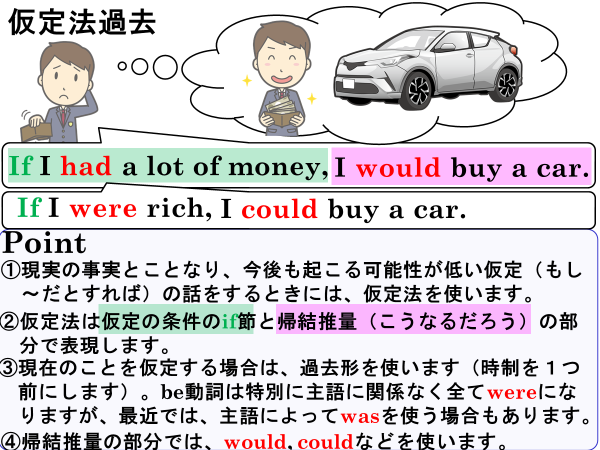 仮定法過去
If I had a lot of money, I would buy a car.
If I were rich, I could buy a car.
Point
①現実の事実とことなり、今後も起こる可能性が低い仮定（もし
～だとすれば）の話をするときには、仮定法を使います。
②仮定法は仮定の条件のif節と帰結推量（こうなるだろう）の部
分で表現します。
③現在のことを仮定する場合は、過去形を使います（時制を１つ
前にします）。be動詞は特別に主語に関係なく全てwereにな
りますが、最近では、主語によってwasを使う場合もあります。
④帰結推量の部分では、would, couldなどを使います。